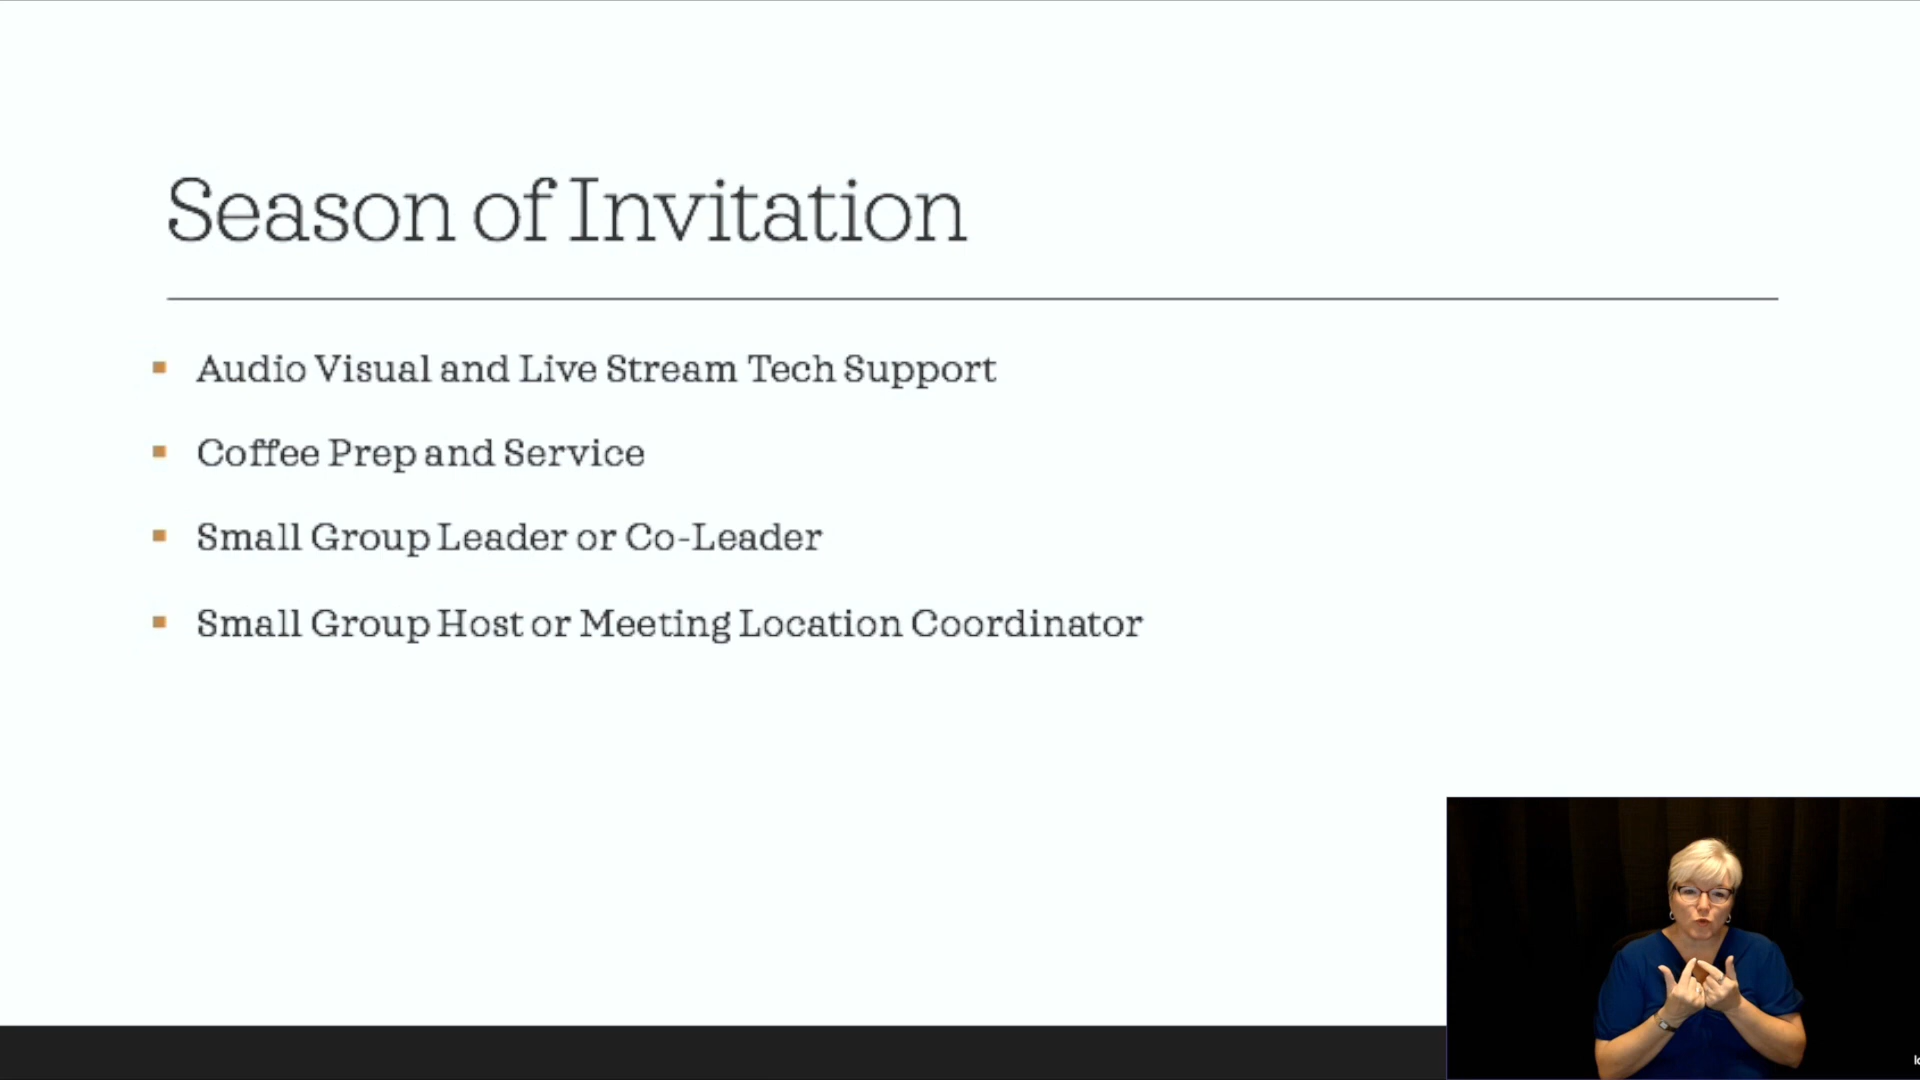 Season of Invitation
Audio Visual and Live Stream Tech Support
Coffee Prep and Service
Small Group Leader or Co-Leader
Small Group Host or Meeting Location Coordinator